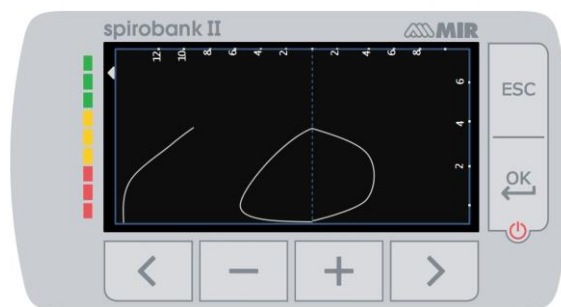 spirobank II
MIR
12. 10. 8. 6. 4. 2. 2. 4. 6. 8.
6
4
2
ESC
OK
< − + >